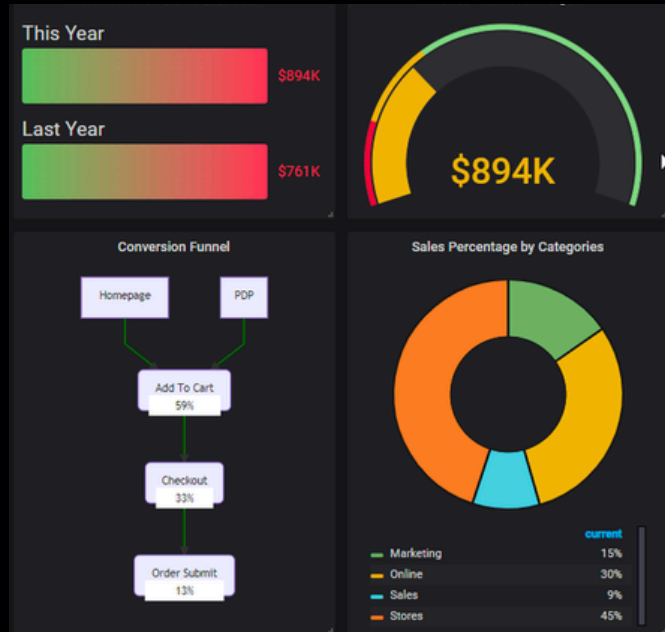 This Year
$894K
Last Year
$761K
$894K
Conversion Funnel
Homepage
PDP
Add To Cart
59%
Checkout
33%
Order Submit
13%
Sales Percentage by Categories
current
Marketing 15%
Online 30%
Sales 9%
Stores 45%